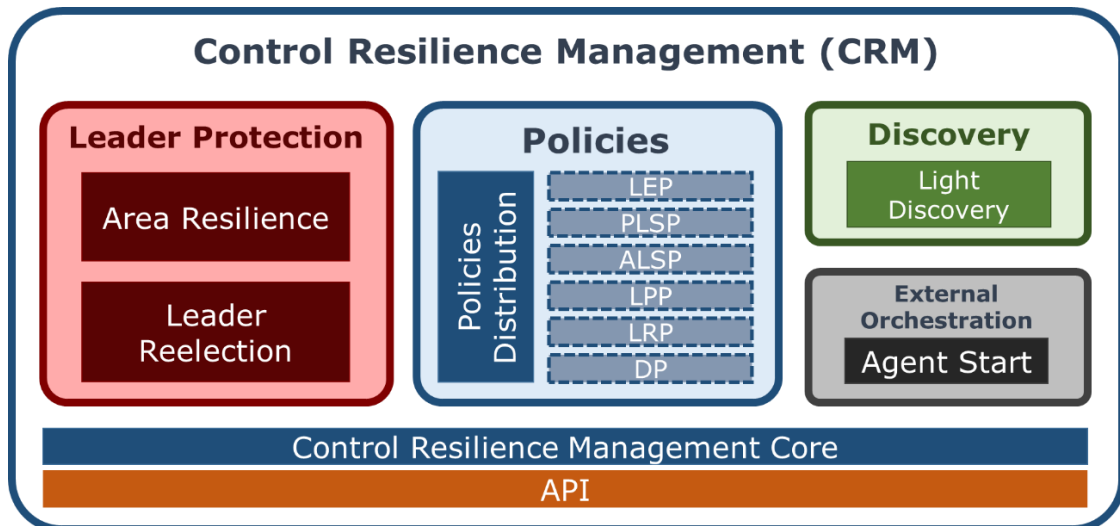 Control Resilience Management (CRM)
Leader Protection
Area Resilience
Leader
Reelection
Policies
Policies
Distribution
LEP
PLSP
ALSP
LPP
LRP
DP
Discovery
Light
Discovery
External
Orchestration
Agent Start
Control Resilience Management Core
API